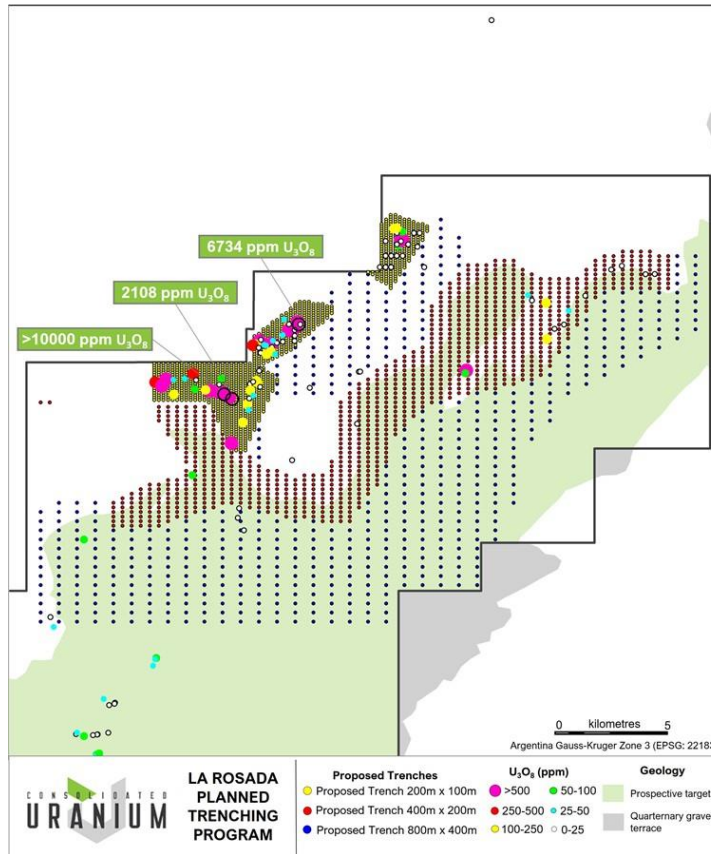 6734 ppm U₃O₈
2108 ppm U₃O₈
>10000 ppm U₃O₈
0 kilometres 5
Argentina Gauss-Kruger Zone 3 (EPSG: 22183
CONSOLIDATED
URANIUM
LA ROSADA
PLANNED
TRENCHING
PROGRAM
Proposed Trenches
Proposed Trench 200m x 100m
Proposed Trench 400m x 200m
Proposed Trench 800m x 400m
U₃O₈ (ppm)
>500
250-500
100-250
50-100
25-50
0-25
Geology
Prospective target
Quaternary grave
terrace